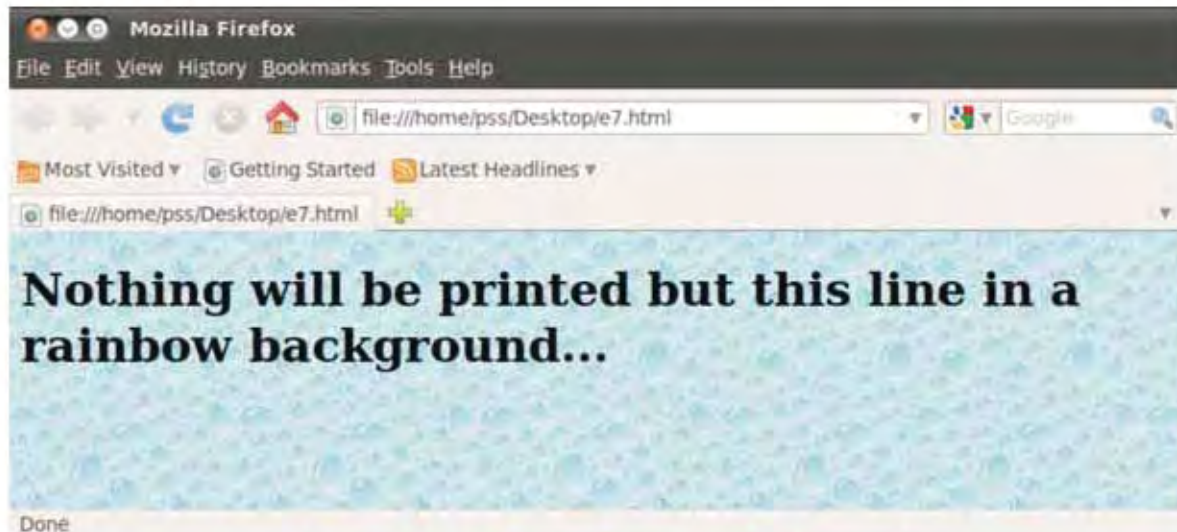 Mozilla Firefox
File Edit View History Bookmarks Tools Help
file:///home/pss/Desktop/e7.html Google
Most Visited Getting Started Latest Headlines
file:///home/pss/Desktop/e7.html
Nothing will be printed but this line in a
rainbow background...
Done